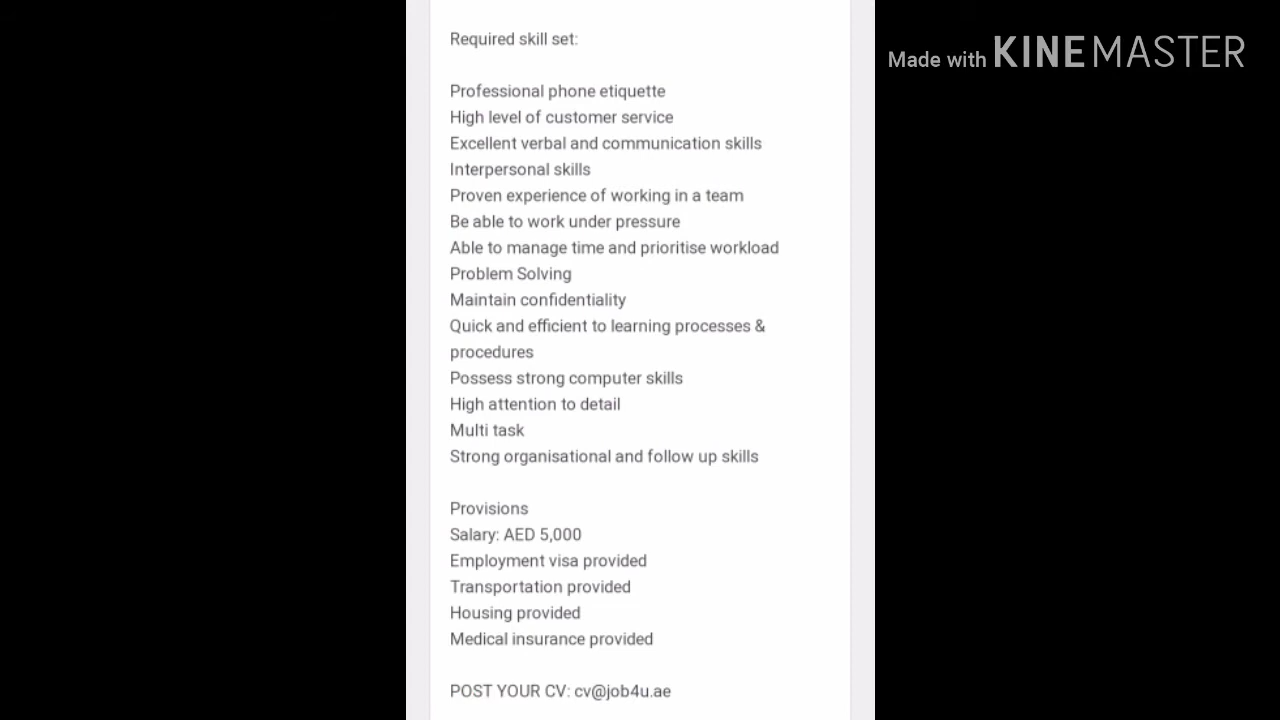 Made with KINEMASTER
Required skill set:
Professional phone etiquette
High level of customer service
Excellent verbal and communication skills
Interpersonal skills
Proven experience of working in a team
Be able to work under pressure
Able to manage time and prioritise workload
Problem Solving
Maintain confidentiality
Quick and efficient to learning processes &
procedures
Possess strong computer skills
High attention to detail
Multi task
Strong organisational and follow up skills
Provisions
Salary: AED 5,000
Employment visa provided
Transportation provided
Housing provided
Medical insurance provided
POST YOUR CV: cv@job4u.ae